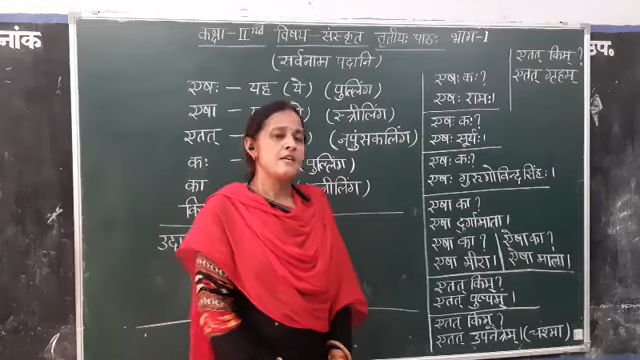 नांक
कक्षा-IInd विषय-संस्कृत तृतीयः पाठः भाग-1
(सर्वनाम पदानि)
एषः - यह (ये) (पुल्लिंग)
एषा - (स्त्रीलिंग)
एतत् - (नपुंसकलिंग)
कः - (पुल्लिंग)
का
एषः कः?
एषः रामः।
एषः कः?
एषः सूर्यः।
एषः कः?
एषः गुरुगोविन्द सिंहः।
एषा का?
एषा दुर्गामाता।
एषा का?
एषा मीरा।
एषा का?
एषा माला।
एतत् किम्?
एतत् पुष्पम्।
एतत् किम्?
एतत् उपनेत्रम्। (चश्मा)
एतत् किम्?
एतत् गृहम्
उप.